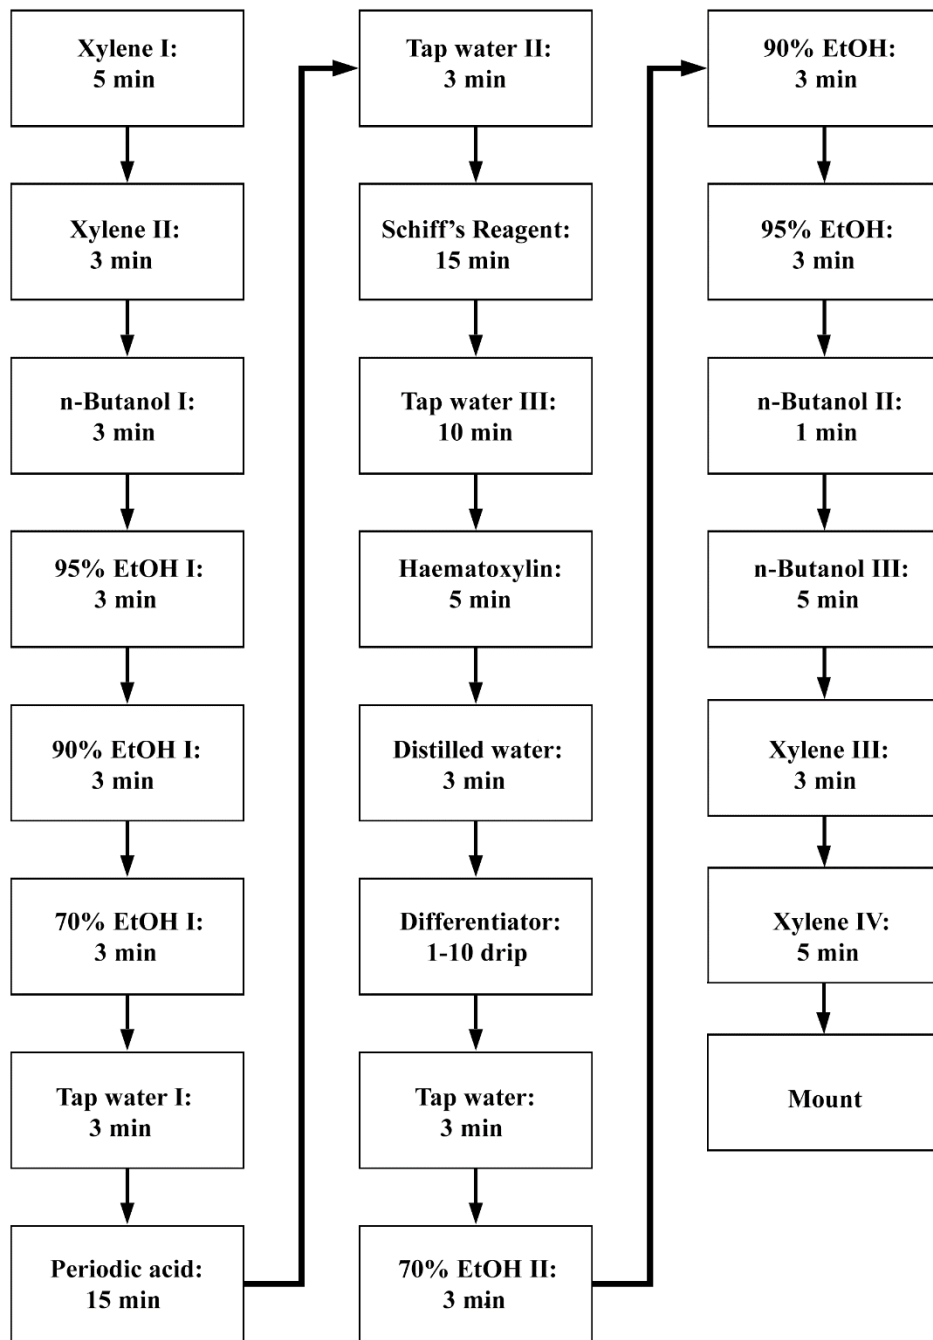 Xylene I:
5 min
Xylene II:
3 min
n-Butanol I:
3 min
95% EtOH I:
3 min
90% EtOH I:
3 min
70% EtOH I:
3 min
Tap water I:
3 min
Periodic acid:
15 min
Tap water II:
3 min
Schiff’s Reagent:
15 min
Tap water III:
10 min
Haematoxylin:
5 min
Distilled water:
3 min
Differentiator:
1-10 drip
Tap water:
3 min
70% EtOH II:
3 min
90% EtOH:
3 min
95% EtOH:
3 min
n-Butanol II:
1 min
n-Butanol III:
5 min
Xylene III:
3 min
Xylene IV:
5 min
Mount